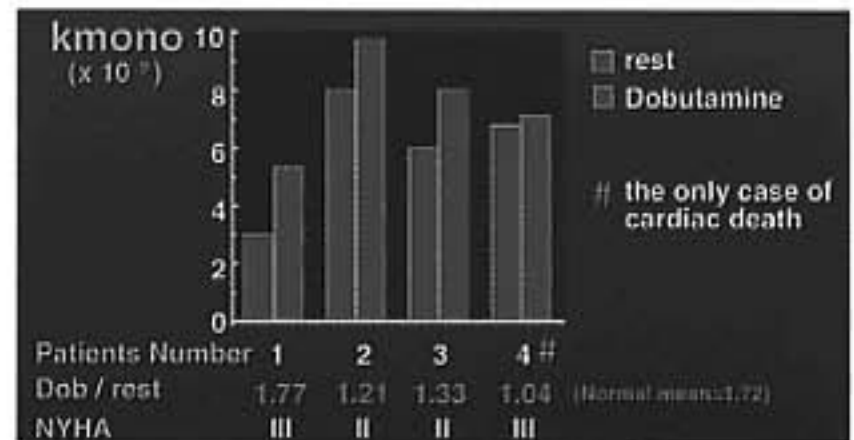 kmono
(x 10
10
8
6
4
2
0
rest
Dobutamine
# the only case of
cardiac death
Patients Number 1 2 3 4 #
Dob / rest 1.77 1.21 1.33 1.04 (Normal mean=1.72)
NYHA III II II III